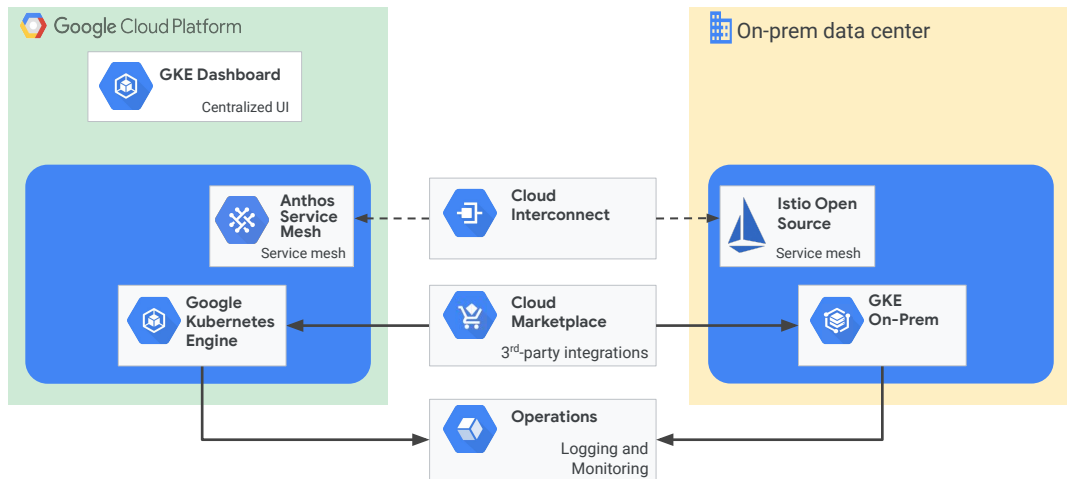 Google Cloud Platform
GKE Dashboard
Centralized UI
Anthos
Service
Mesh
Service mesh
Google
Kubernetes
Engine
Cloud
Interconnect
Cloud
Marketplace
3rd-party integrations
Operations
Logging and
Monitoring
On-prem data center
Istio Open
Source
Service mesh
GKE
On-Prem